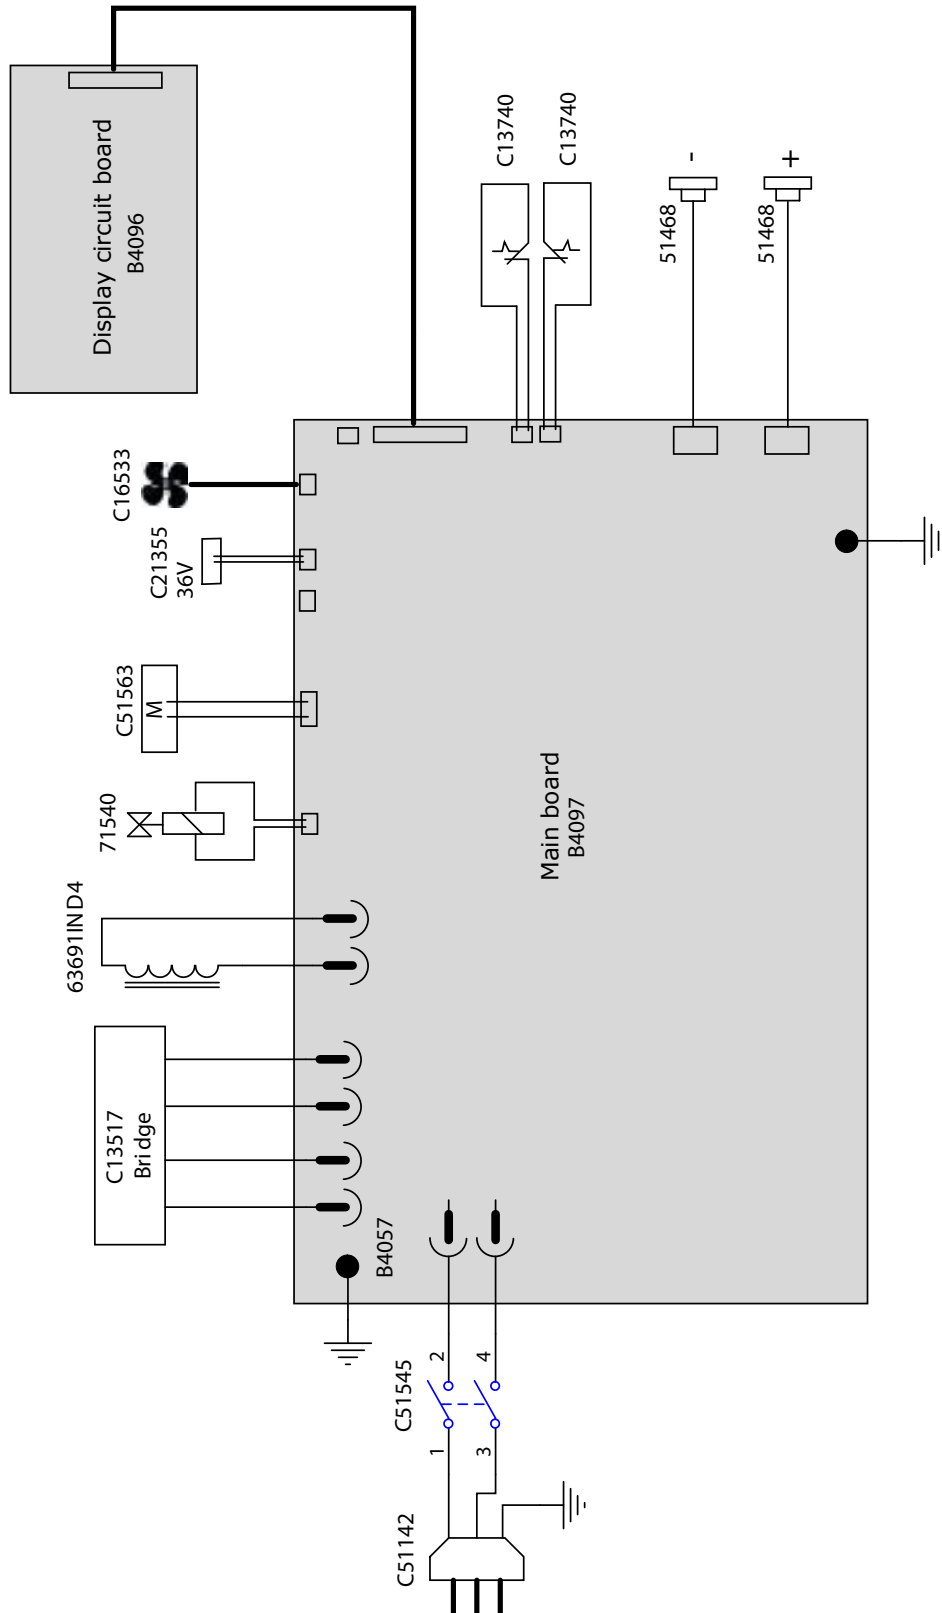 Display circuit board
B4096
C13740
C13740
51468
-
51468
+
C16533
C21355
36V
C51563
M
71540
63691IND4
C13517
Bridge
Main board
B4097
B4057
C51545
2
4
1
3
C51142